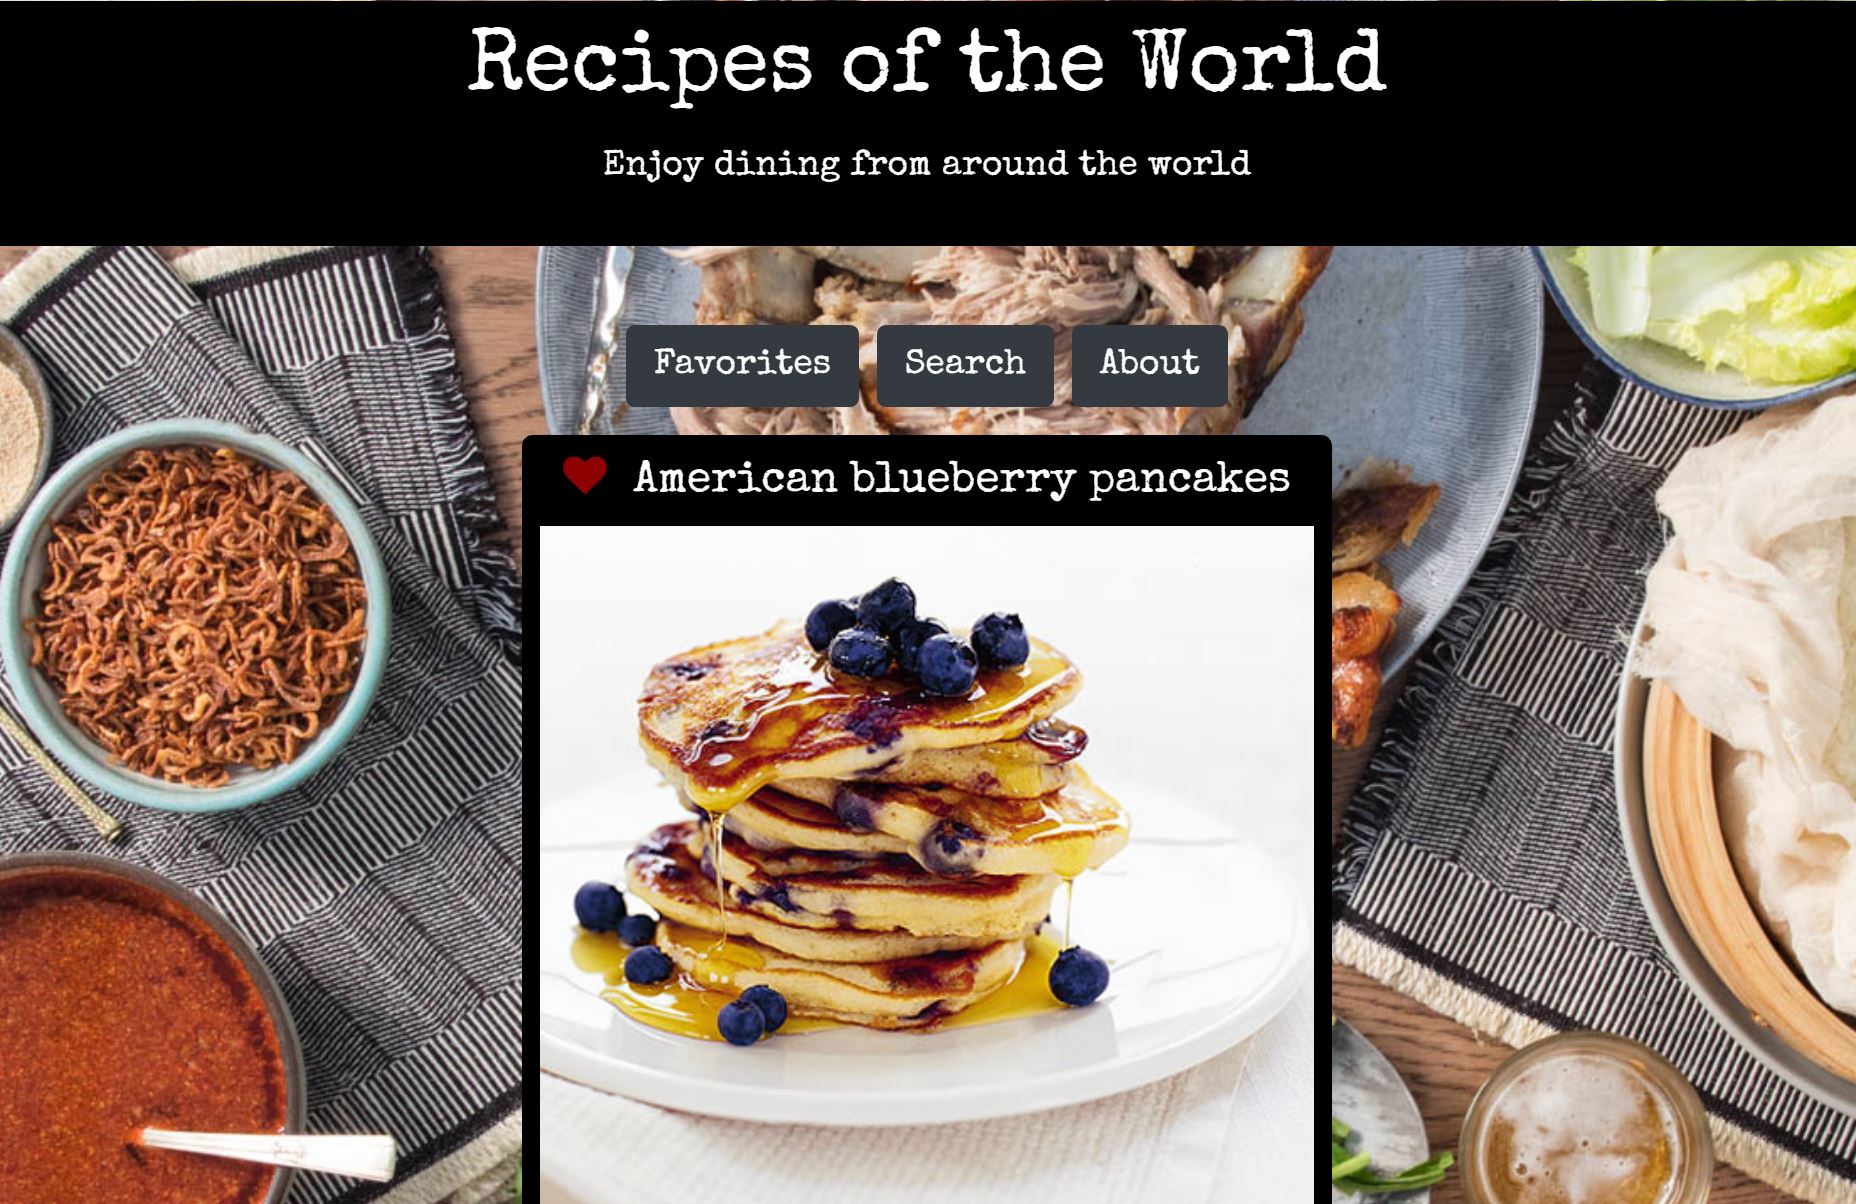 Recipes of the World
Enjoy dining from around the world
Favorites Search About
American blueberry pancakes